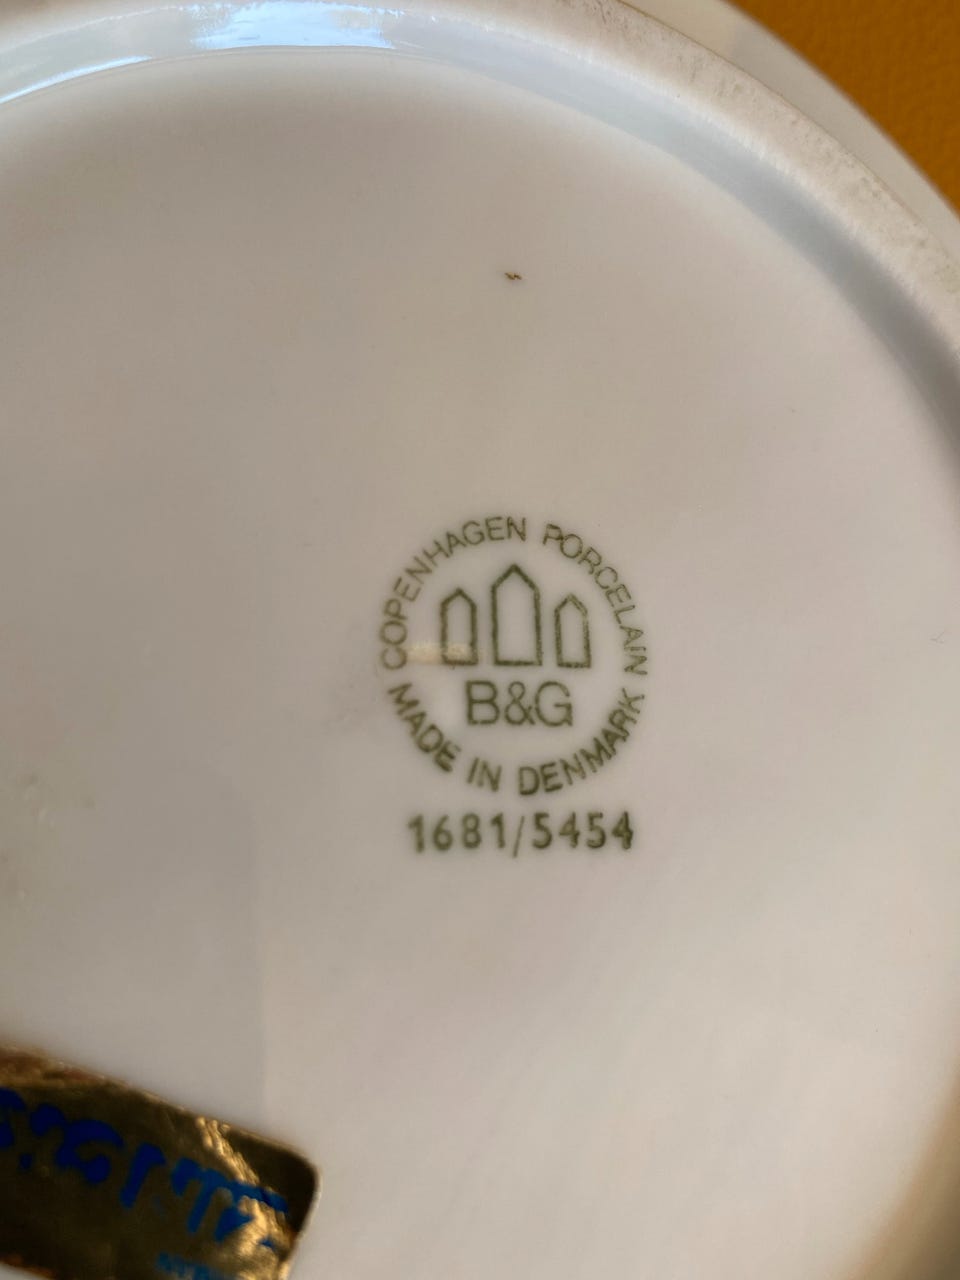 COPENHAGEN PORCELAIN
B&G
MADE IN DENMARK
1681/5454